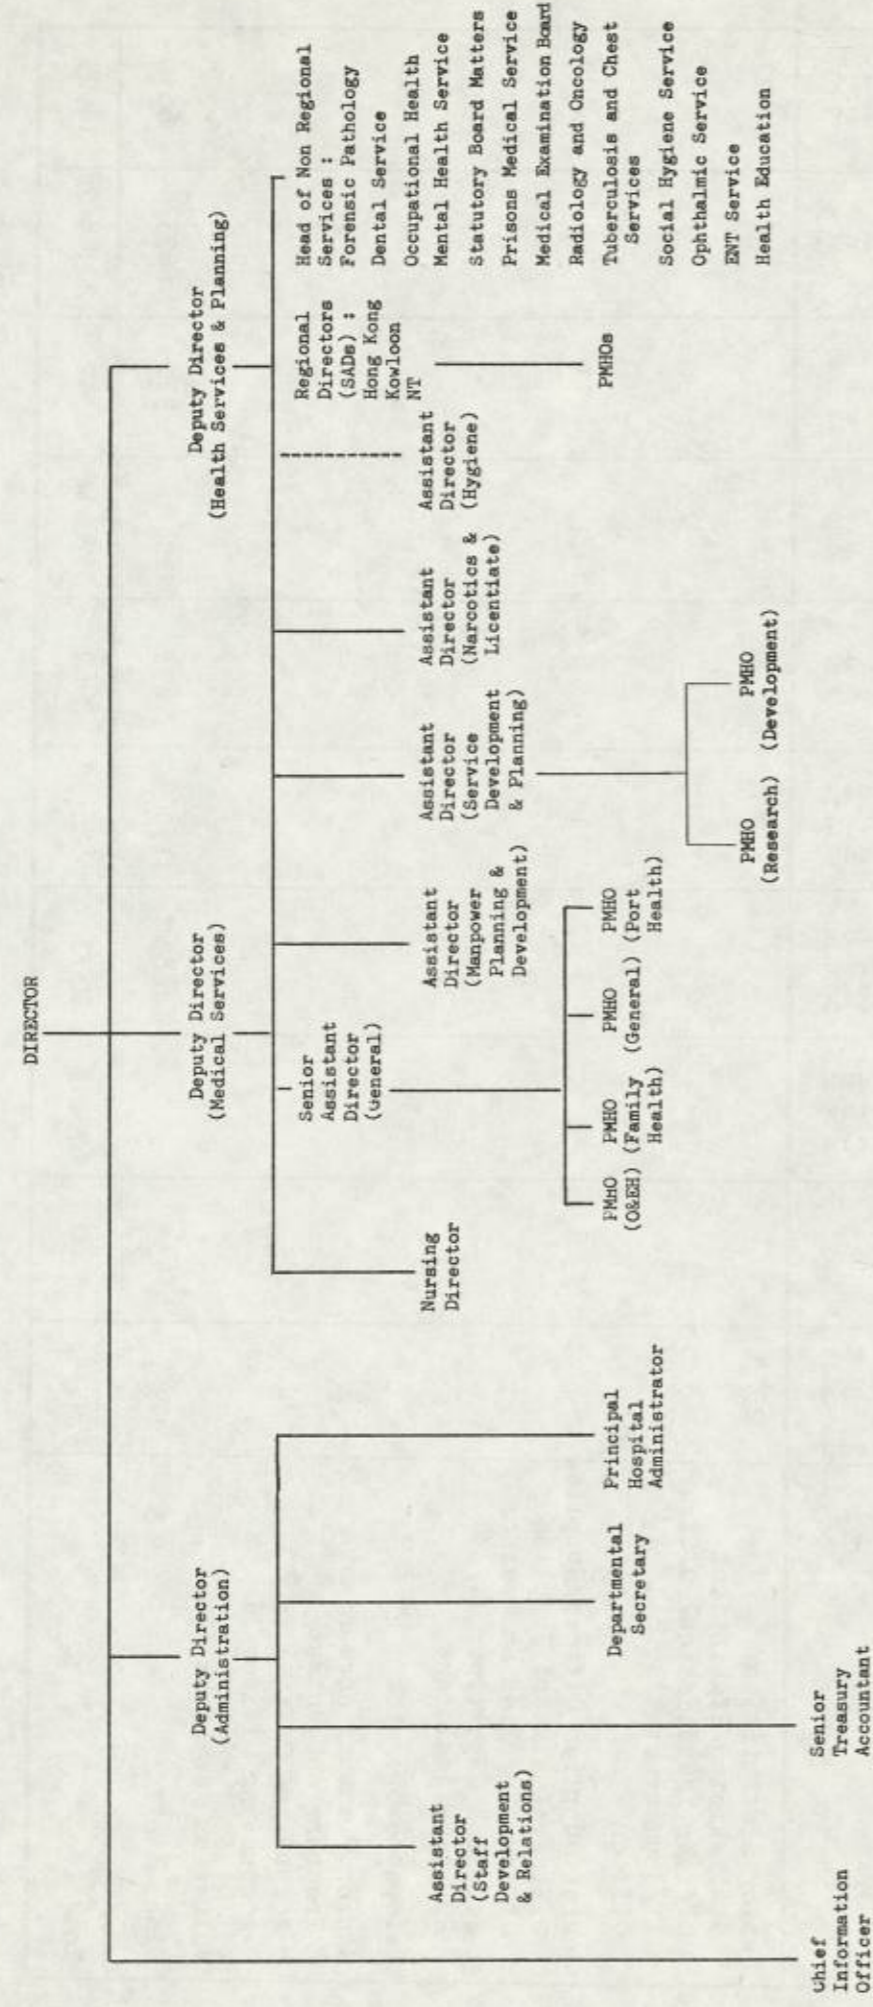 DIRECTOR
Deputy Director
(Administration)
Deputy Director
(Medical Services)
Deputy Director
(Health Services & Planning)
Chief
Information
Officer
Assistant
Director
(Staff
Development
& Relations)
Senior
Treasury
Accountant
Departmental
Secretary
Principal
Hospital
Administrator
Nursing
Director
Senior
Assistant
Director
(General)
PMHO
(O&EH)
PMHO
(Family
Health)
PMHO
(General)
PMHO
(Port
Health)
Assistant
Director
(Manpower
Planning &
Development)
Assistant
Director
(Service
Development
& Planning)
PMHO
(Research)
PMHO
(Development)
Assistant
Director
(Narcotics &
Licentiate)
Assistant
Director
(Hygiene)
Regional
Directors
(SADs) :
Hong Kong
Kowloon
NT
PMHOs
Head of Non Regional
Services :
Forensic Pathology
Dental Service
Occupational Health
Mental Health Service
Statutory Board Matters
Prisons Medical Service
Medical Examination Board
Radiology and Oncology
Tuberculosis and Chest
Services
Social Hygiene Service
Ophthalmic Service
ENT Service
Health Education